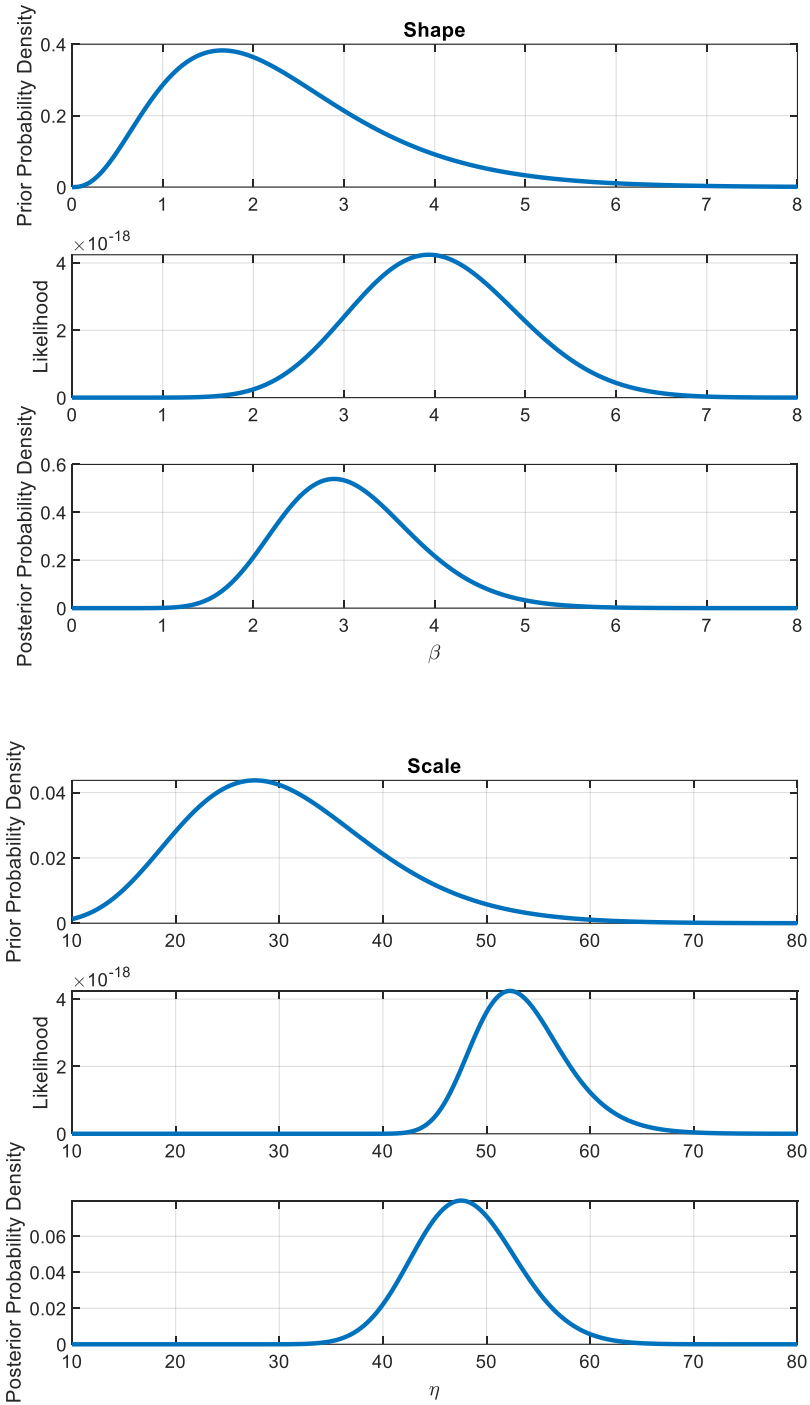 Shape
Prior Probability Density
0.4
0.2
0
0 1 2 3 4 5 6 7 8
×10-18
Likelihood
4
2
0
0 1 2 3 4 5 6 7 8
Posterior Probability Density
0.6
0.4
0.2
0
0 1 2 3 4 5 6 7 8
β
Scale
Prior Probability Density
0.04
0.02
0
10 20 30 40 50 60 70 80
×10-18
Likelihood
4
2
0
10 20 30 40 50 60 70 80
Posterior Probability Density
0.06
0.04
0.02
0
10 20 30 40 50 60 70 80
η